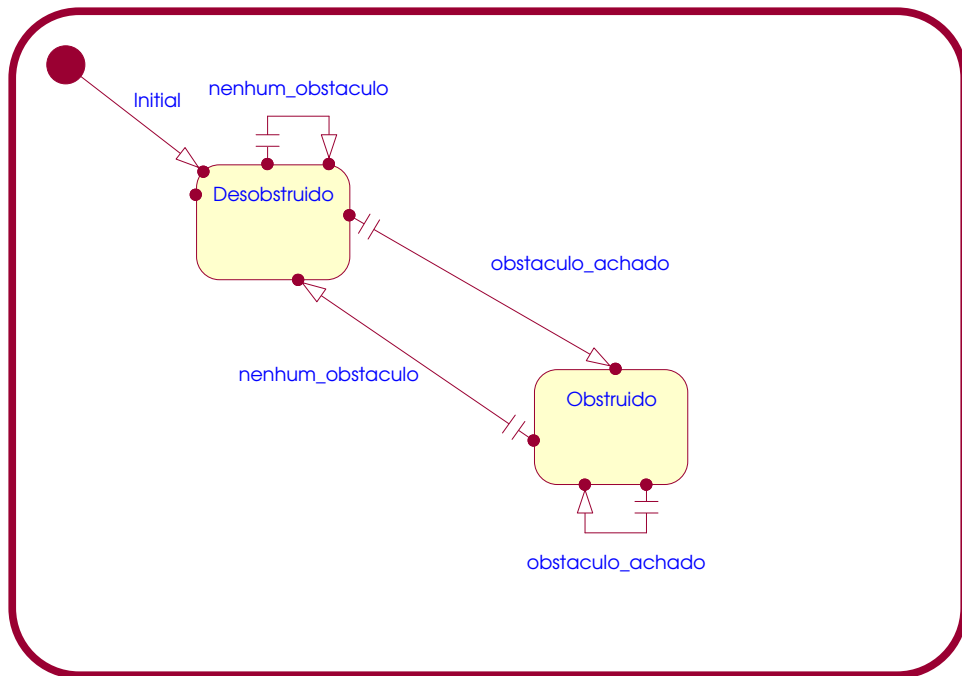 nenhum_obstaculo
Initial
Desobstruido
obstaculo_achado
nenhum_obstaculo
Obstruido
obstaculo_achado